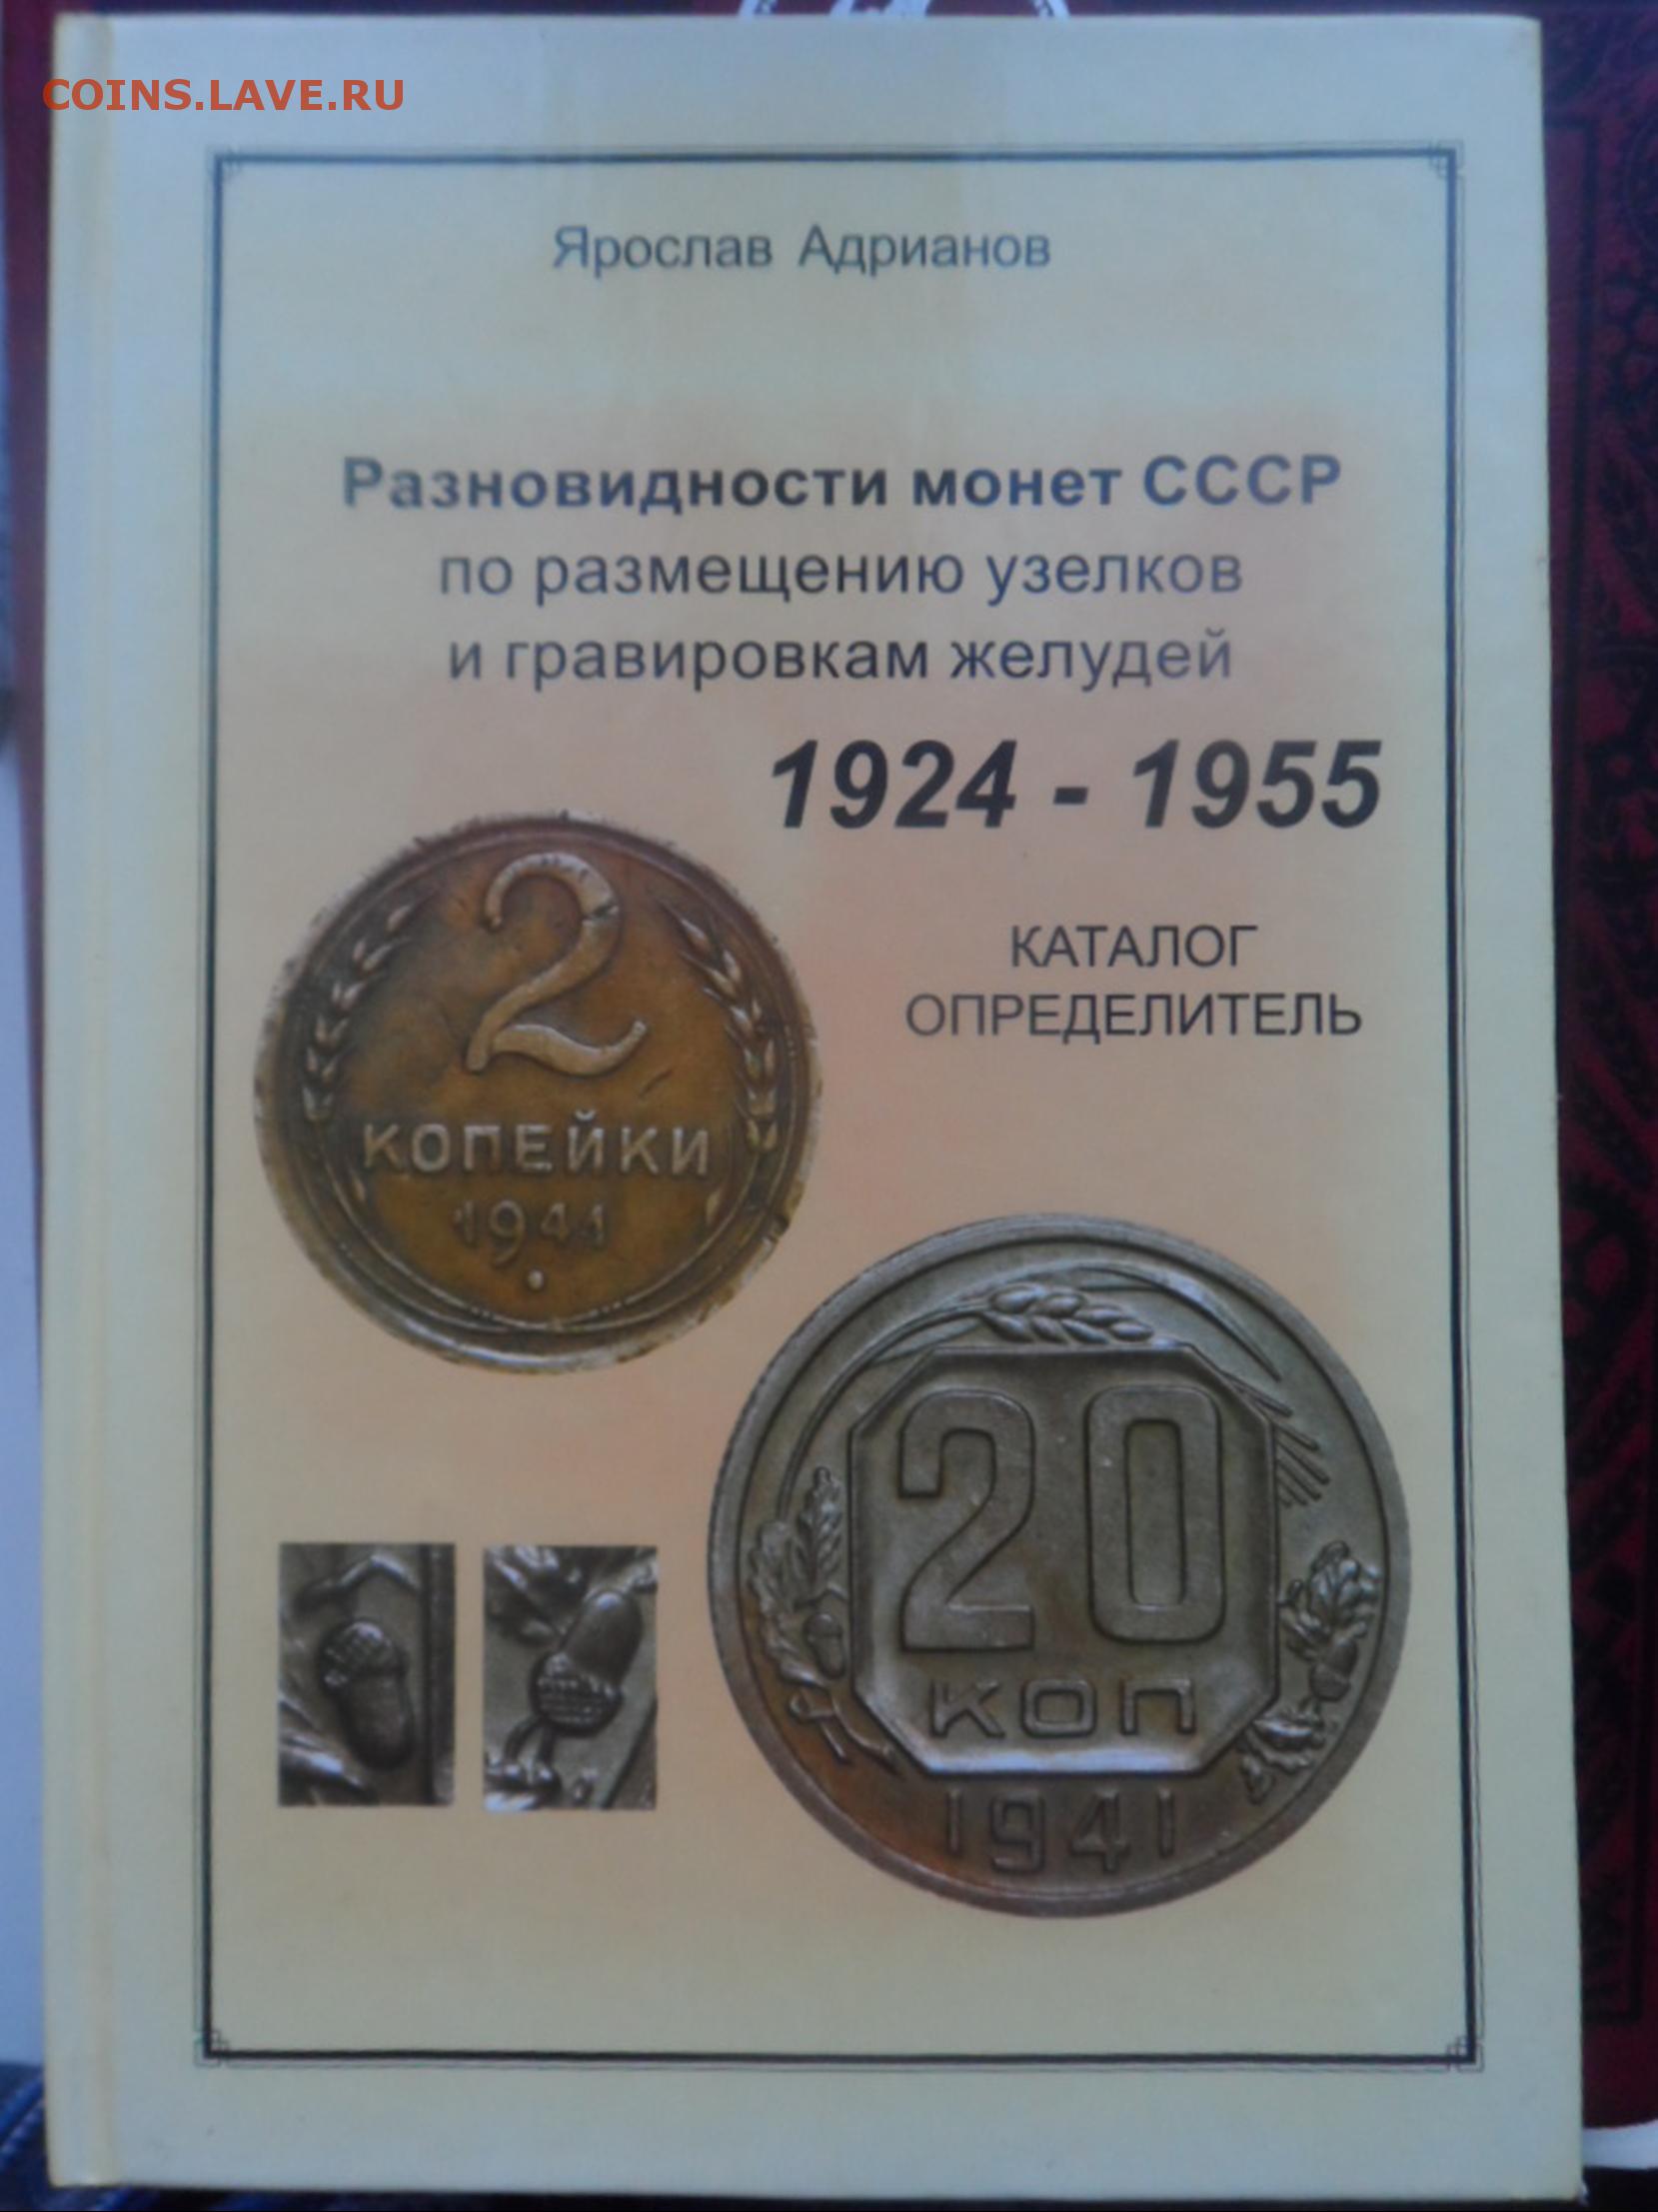 COINS.LAVE.RU
Ярослав Адрианов
Разновидности монет СССР
по размещению узелков
и гравировкам желудей
1924 - 1955
КАТАЛОГ
ОПРЕДЕЛИТЕЛЬ
2
КОПЕЙКИ
1941
20
КОП
1941